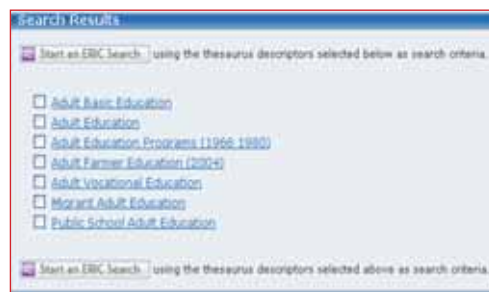 Search Results
Start an ERIC Search using the thesaurus descriptors selected below as search criteria.
Adult Basic Education
Adult Education
Adult Education Programs (1966 1980)
Adult Farmer Education (2004)
Adult Vocational Education
Migrant Adult Education
Public School Adult Education
Start an ERIC Search using the thesaurus descriptors selected above as search criteria.